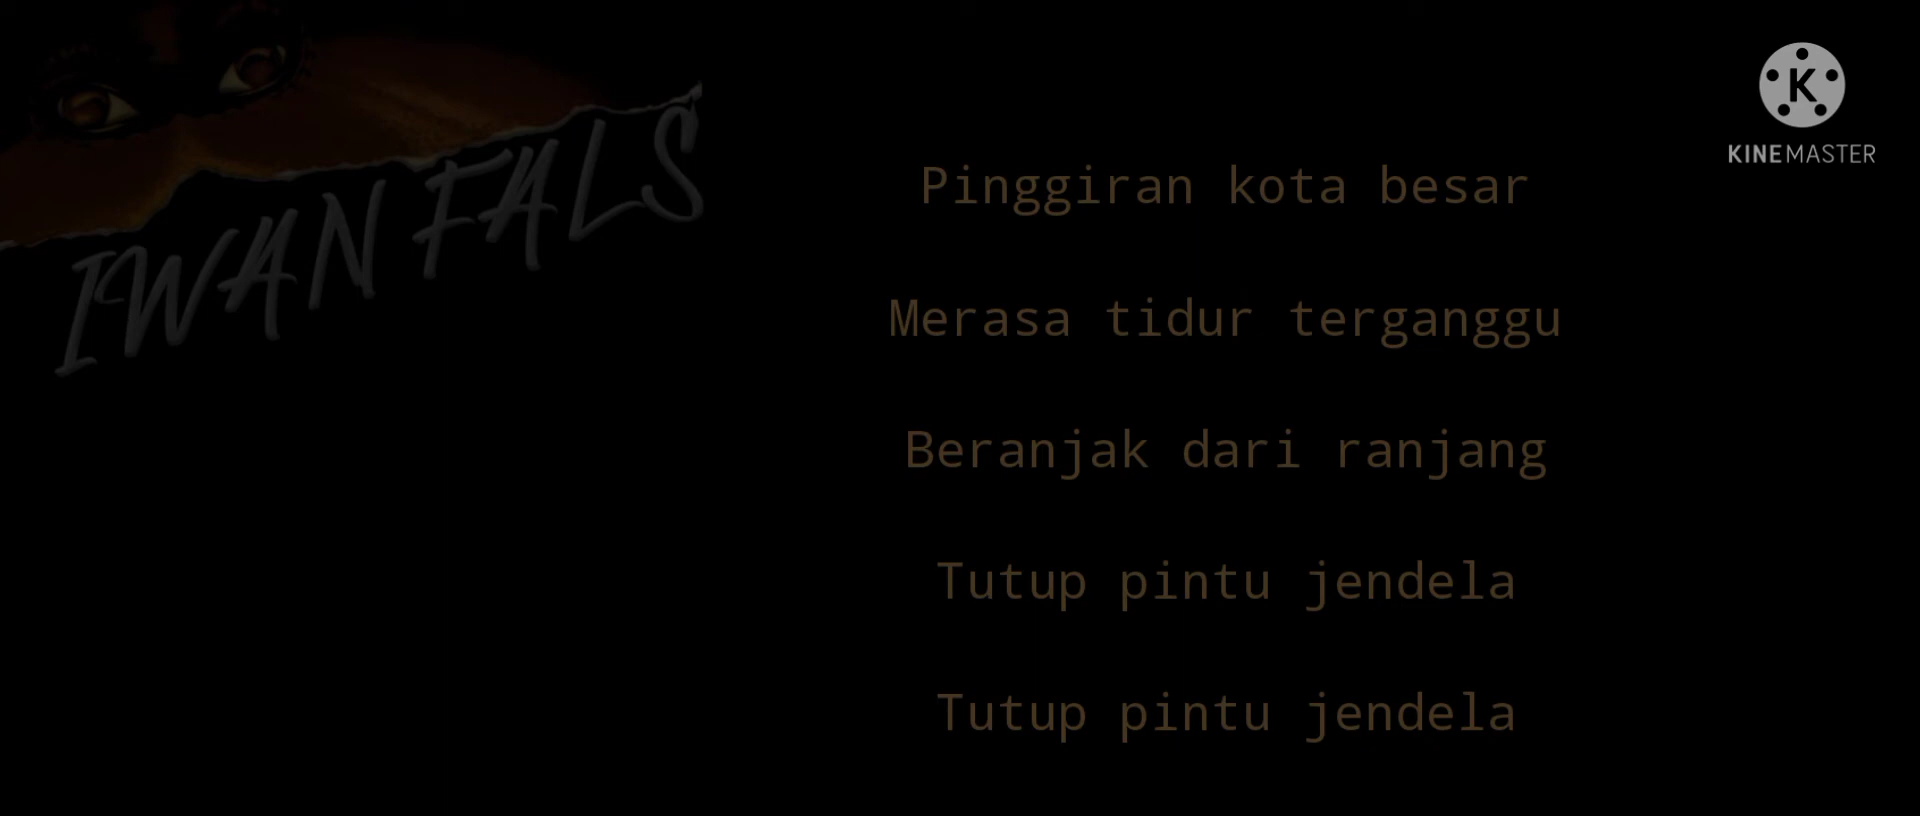 IWAN FALS
K
KINEMASTER
Pinggiran kota besar
Merasa tidur terganggu
Beranjak dari ranjang
Tutup pintu jendela
Tutup pintu jendela